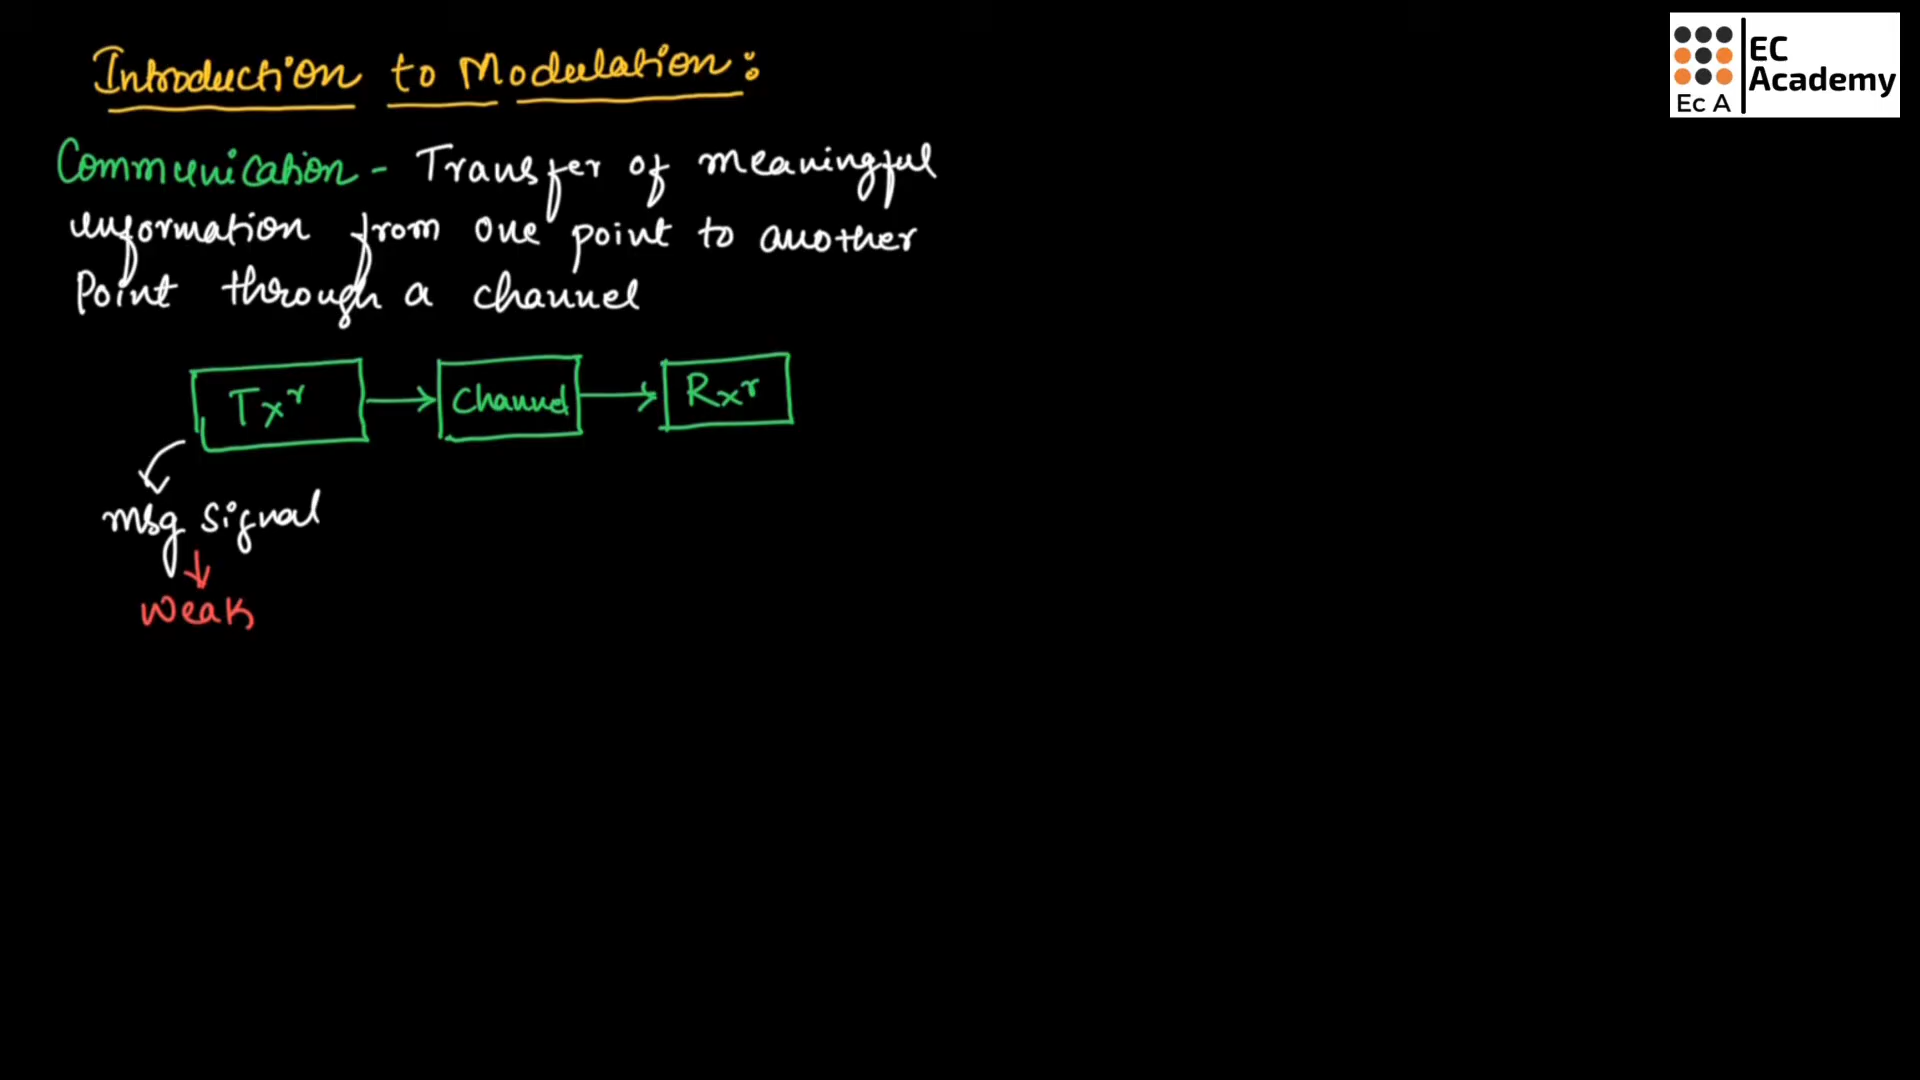 Introduction to Modulation:
Communication - Transfer of meaningful
information from one point to another
Point through a channel
Txr
Channel
Rxr
msg signal
weak
EC
Academy
Ec A